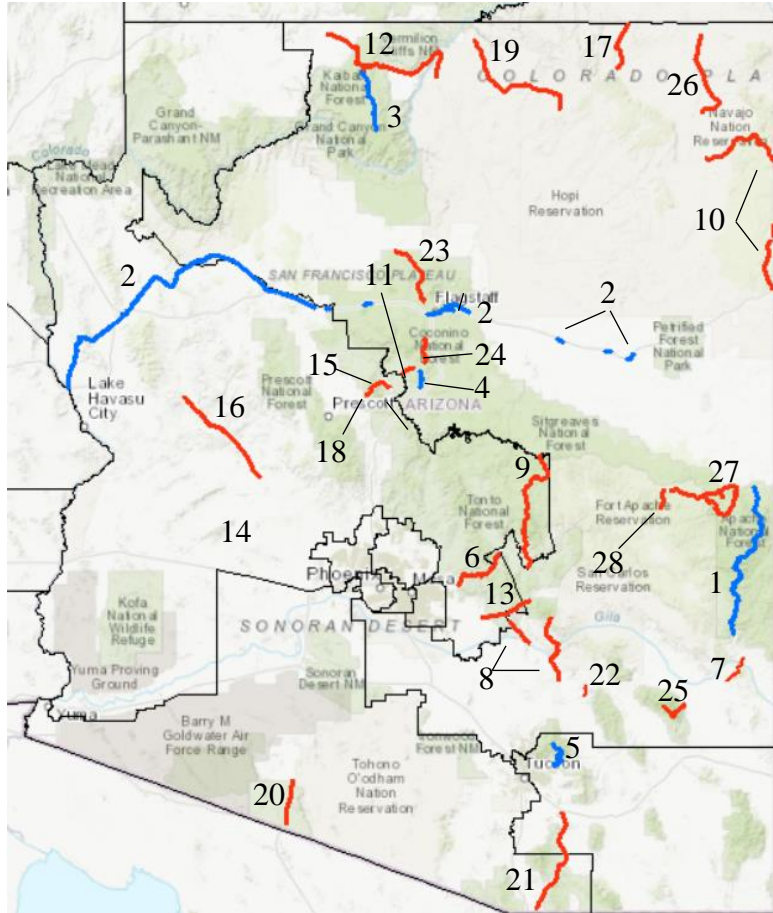 12
19
17
Vermilion
Cliffs NM
COLORADO PLA
Kaibab
National
Forest
3
26
Grand
Canyon-
Parashant NM
Grand Canyon
National
Park
Navajo
Nation
Colorado
Lake Mead
National
Recreation Area
Hopi
Reservation
10
23
2
11
SAN FRANCISCO PLATEAU
Flagstaff
2
2
Coconino
National
Forest
24
Petrified
Forest
National
Park
15
4
Lake
Havasu
City
Prescott
National
Forest
16
Prescott
ARIZONA
18
Sitgreaves
National
Forest
9
27
Tonto
National
Forest
Fort Apache
Reservation
Apache
National
Forest
14
28
6
Phoenix
Mesa
San Carlos
Reservation
1
13
Kofa
National
Wildlife
Refuge
SONORAN DESERT
Gila
Yuma Proving
Ground
Sonoran
Desert NM
8
22
7
25
Yuma
Barry M
Goldwater Air
Force Range
Forest NM
5
Tucson
Tohono
O'odham
Nation
Reservation
20
21